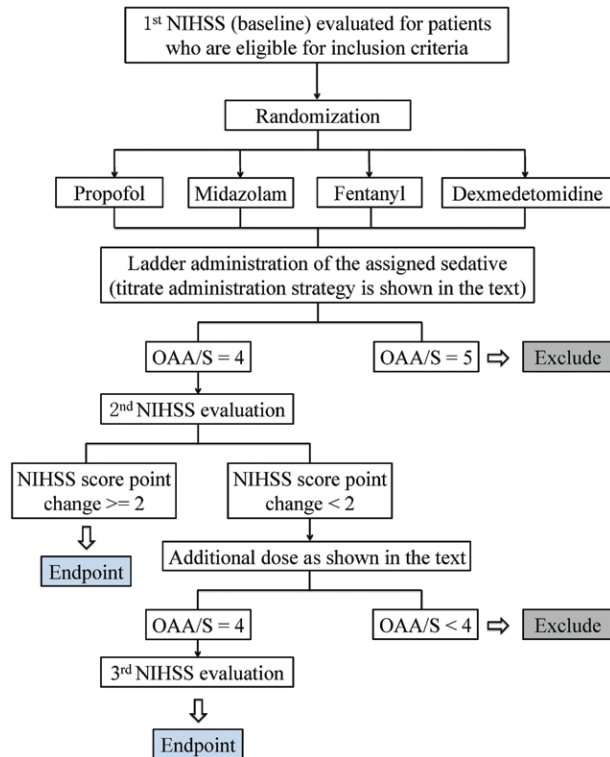 1st NIHSS (baseline) evaluated for patients
who are eligible for inclusion criteria
Randomization
Propofol
Midazolam
Fentanyl
Dexmedetomidine
Ladder administration of the assigned sedative
(titrate administration strategy is shown in the text)
OAA/S = 4
OAA/S = 5
Exclude
2nd NIHSS evaluation
NIHSS score point
change >= 2
NIHSS score point
change < 2
Endpoint
Additional dose as shown in the text
OAA/S = 4
OAA/S < 4
Exclude
3rd NIHSS evaluation
Endpoint